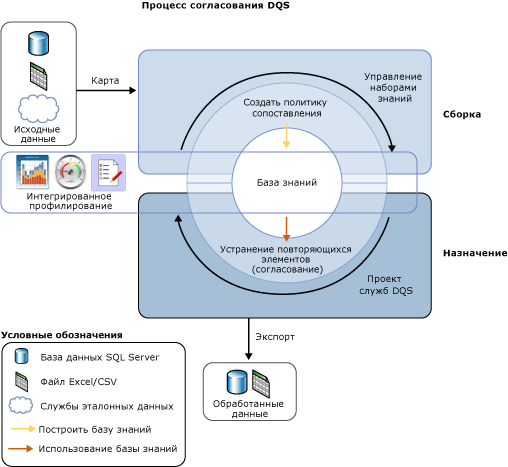 Процесс согласования DQS
Исходные
данные
Карта
Управление
наборами
знаний
Создать политику
сопоставления
Сборка
База знаний
Интегрированное
профилирование
Устранение повторяющихся
элементов
(согласование)
Назначение
Проект
служб DQS
Экспорт
Обработанные
данные
Условные обозначения
База данных SQL Server
Файл Excel/CSV
Службы эталонных данных
Построить базу знаний
Использование базы знаний